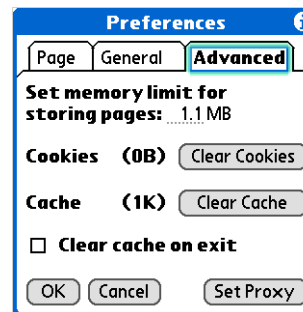 Preferences
Page General Advanced
Set memory limit for
storing pages: 1.1 MB
Cookies (0B) Clear Cookies
Cache (1K) Clear Cache
Clear cache on exit
OK Cancel Set Proxy